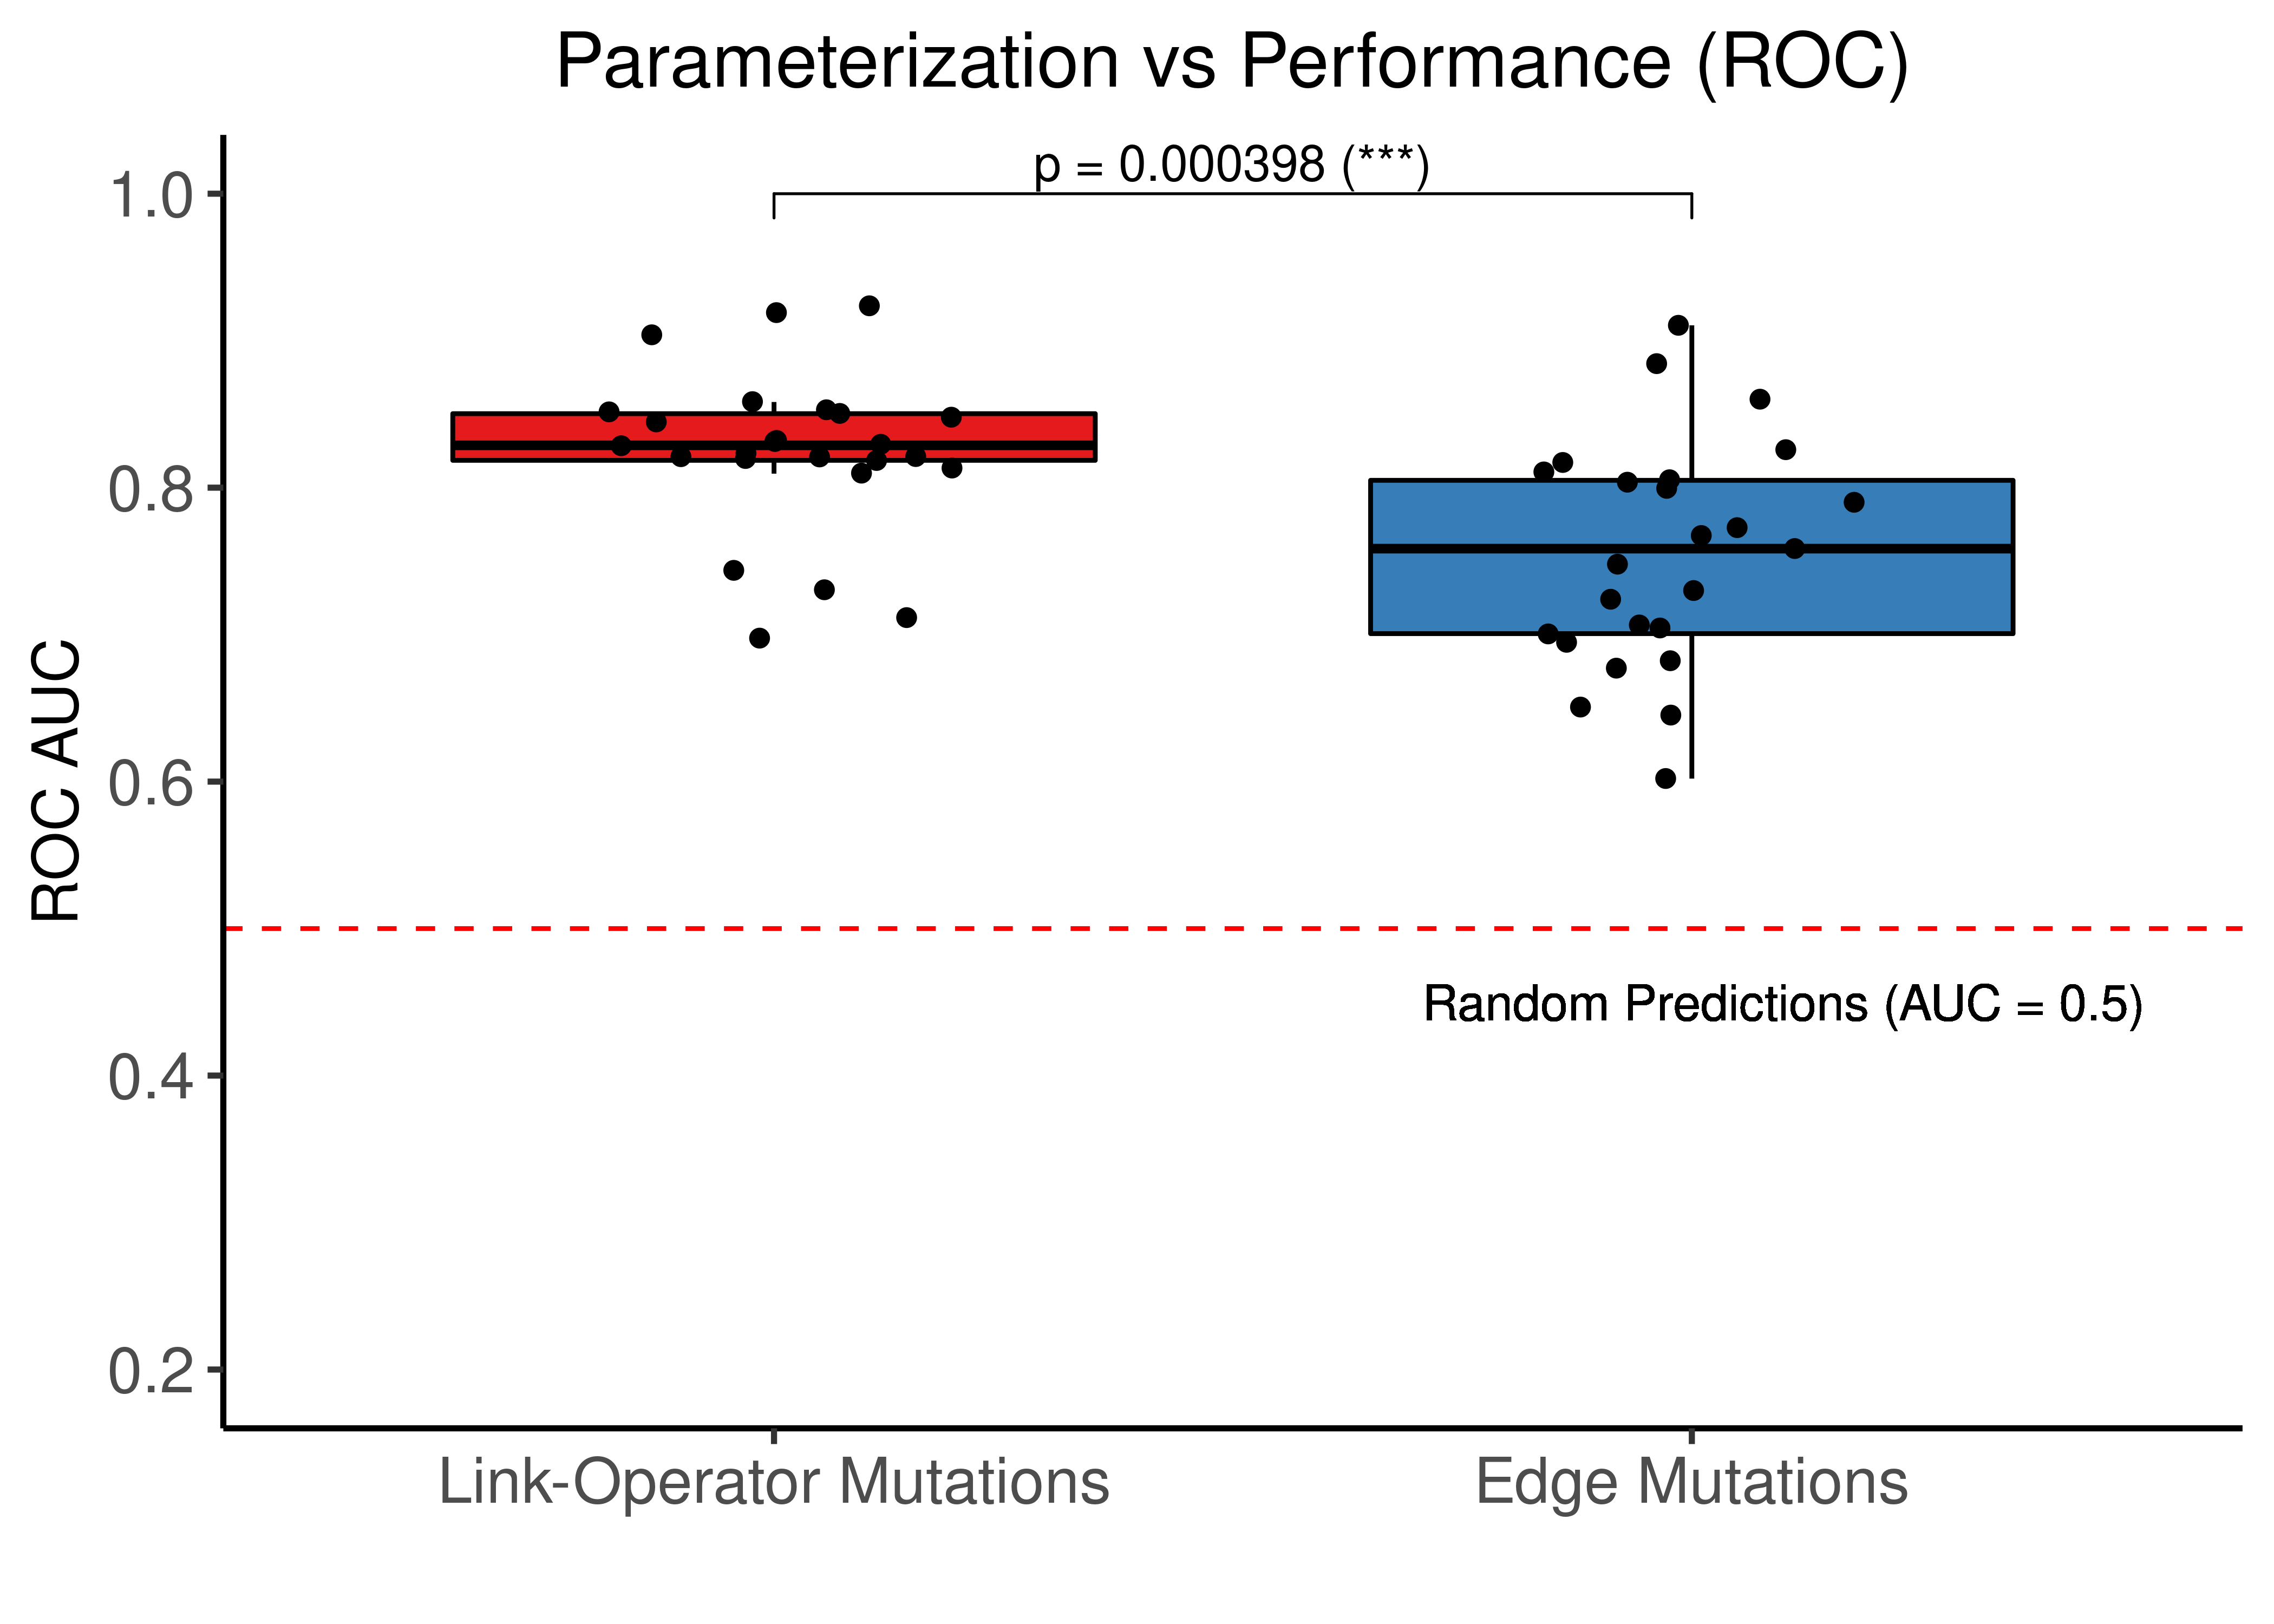 Parameterization vs Performance (ROC)
p = 0.000398 (***)
1.0
0.8
0.6
0.4
0.2
ROC AUC
Random Predictions (AUC = 0.5)
Link-Operator Mutations
Edge Mutations